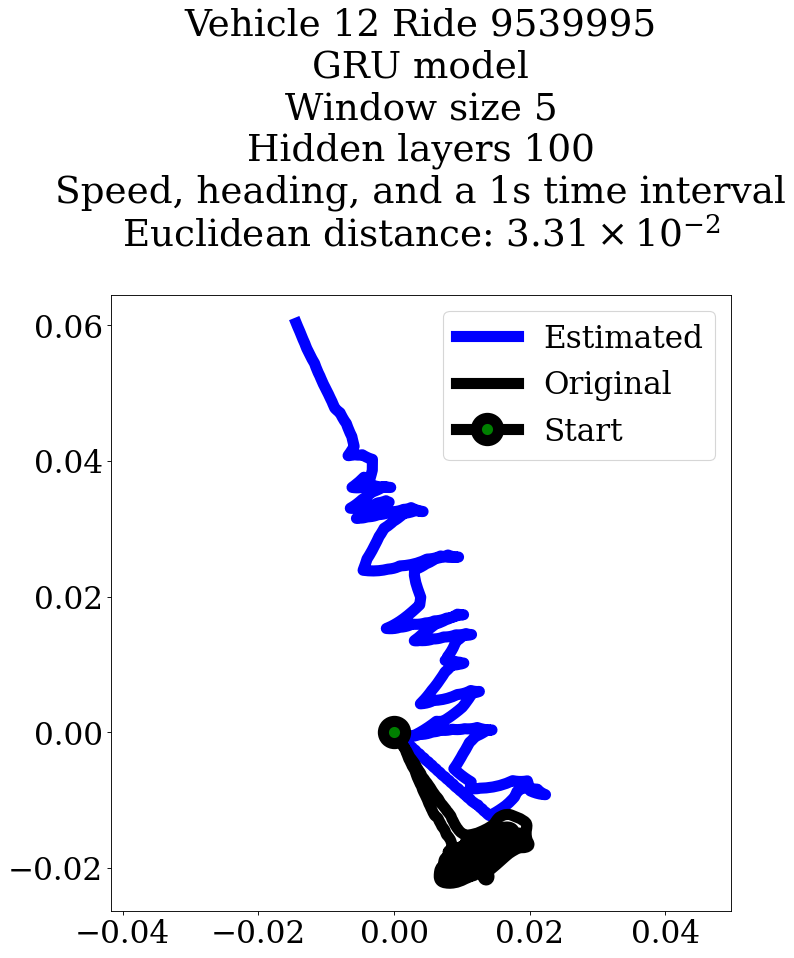 Vehicle 12 Ride 9539995
GRU model
Window size 5
Hidden layers 100
Speed, heading, and a 1s time interval
Euclidean distance: 3.31 × 10⁻²
Estimated
Original
Start
0.06
0.04
0.02
0.00
−0.02
−0.04
−0.02
0.00
0.02
0.04